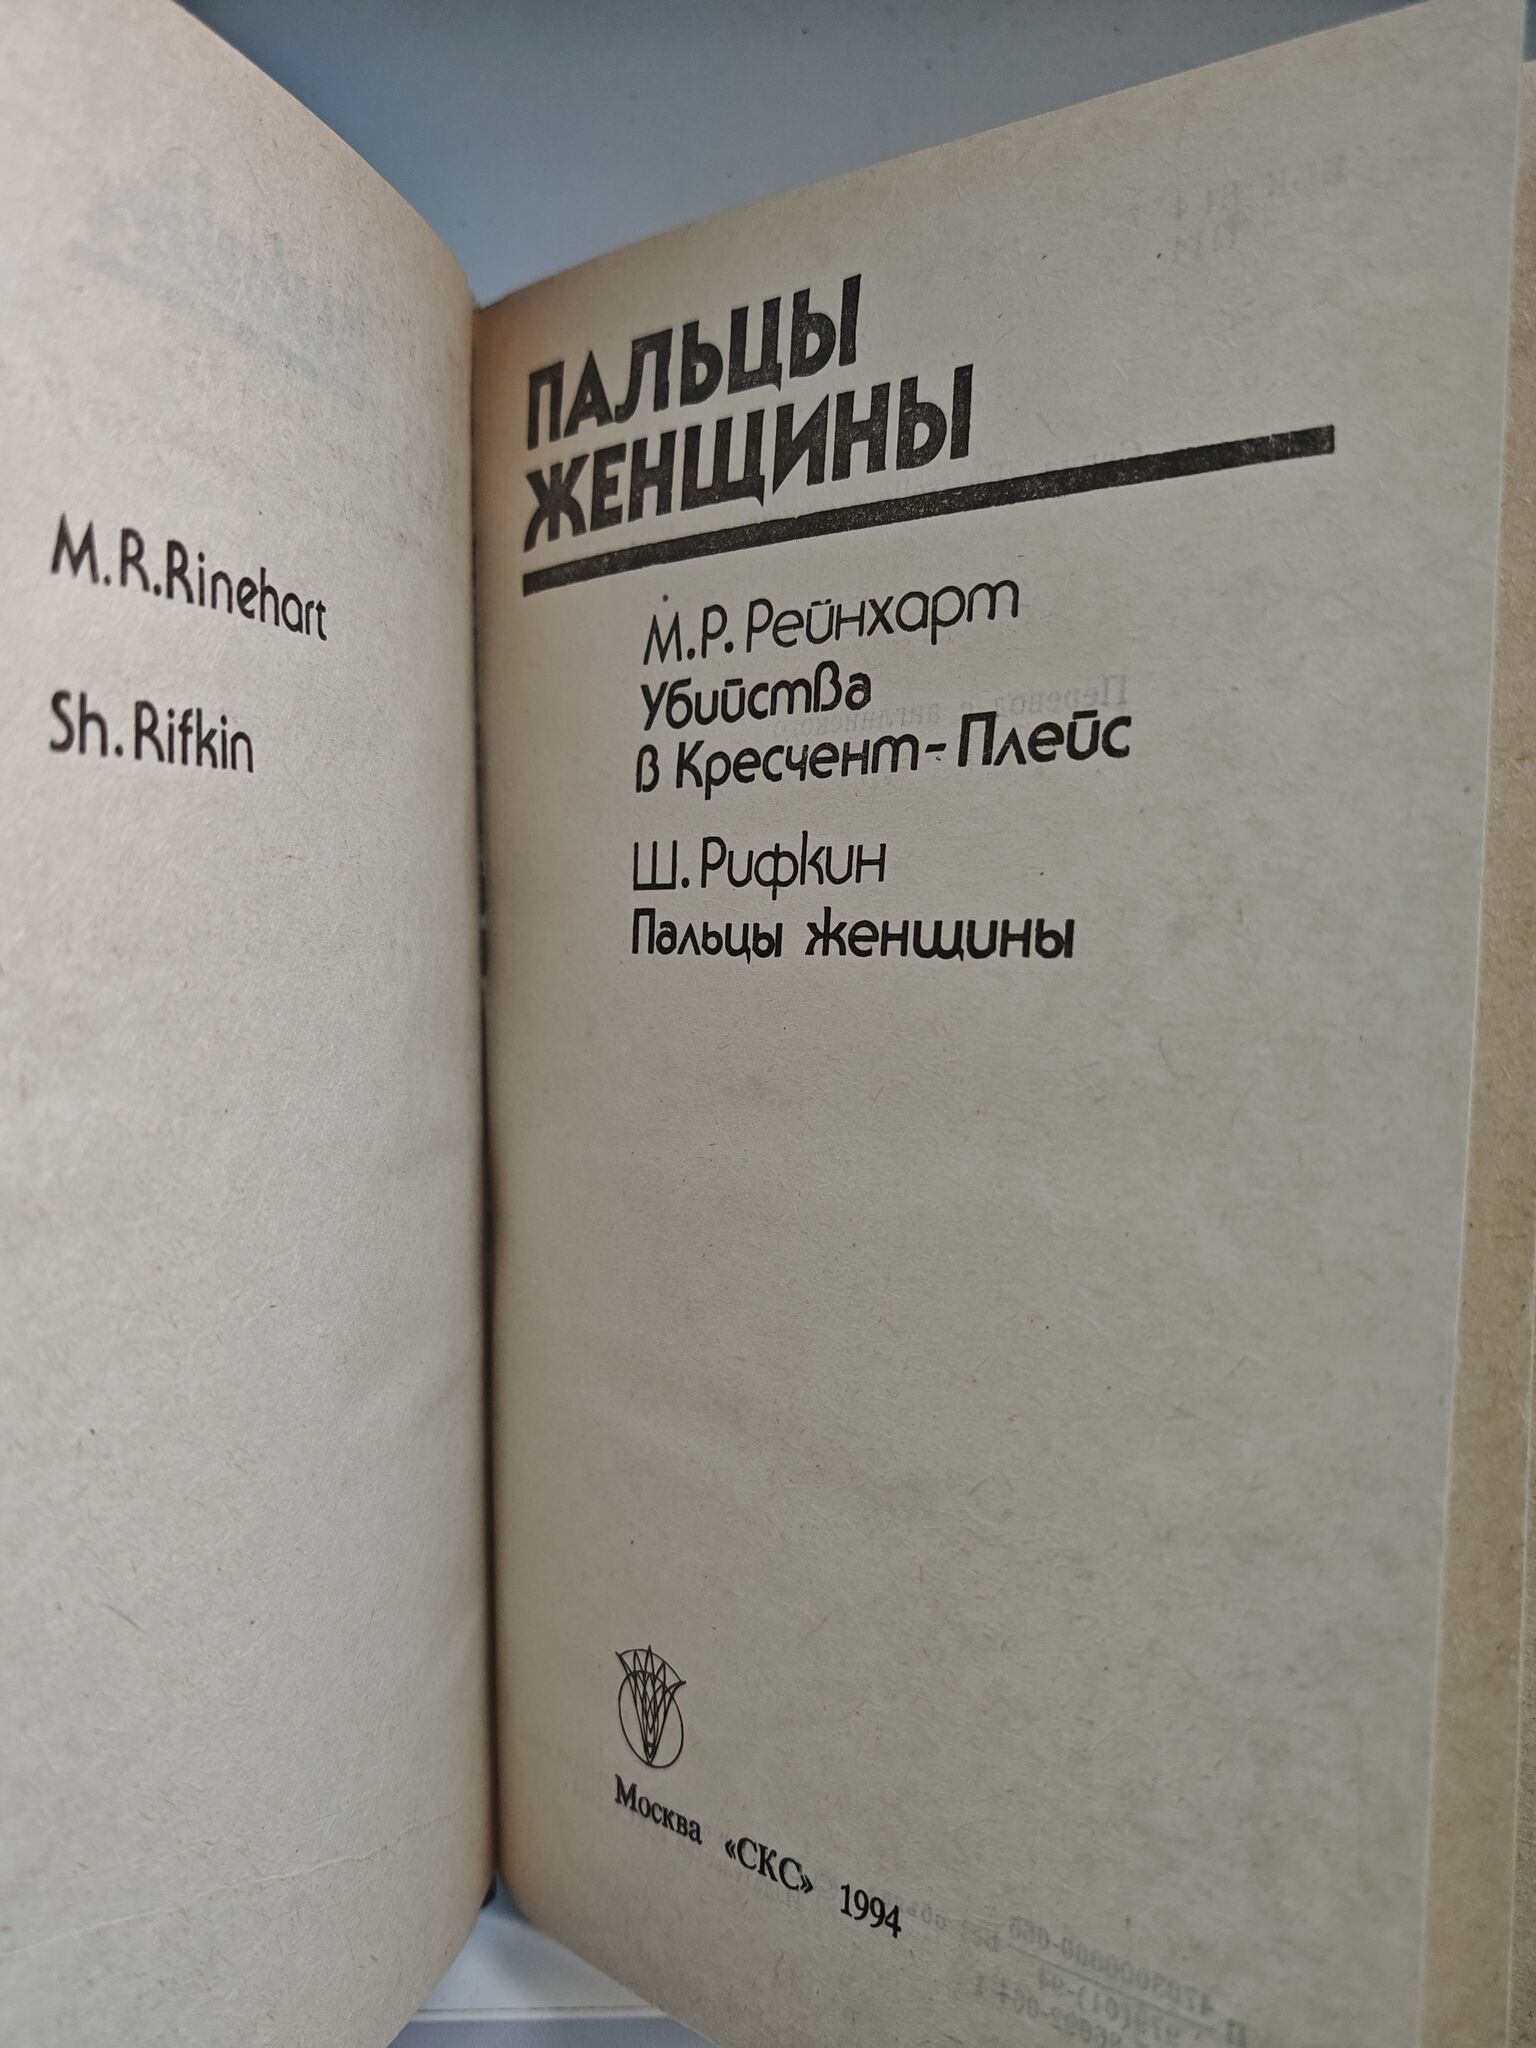 M.R.Rinehart
Sh.Rifkin
ПАЛЬЦЫ
ЖЕНЩИНЫ
М.Р.Рейнхарт
Убийства
в Кресчент-Плейс
Ш.Рифкин
Пальцы женщины
Москва «СКС» 1994